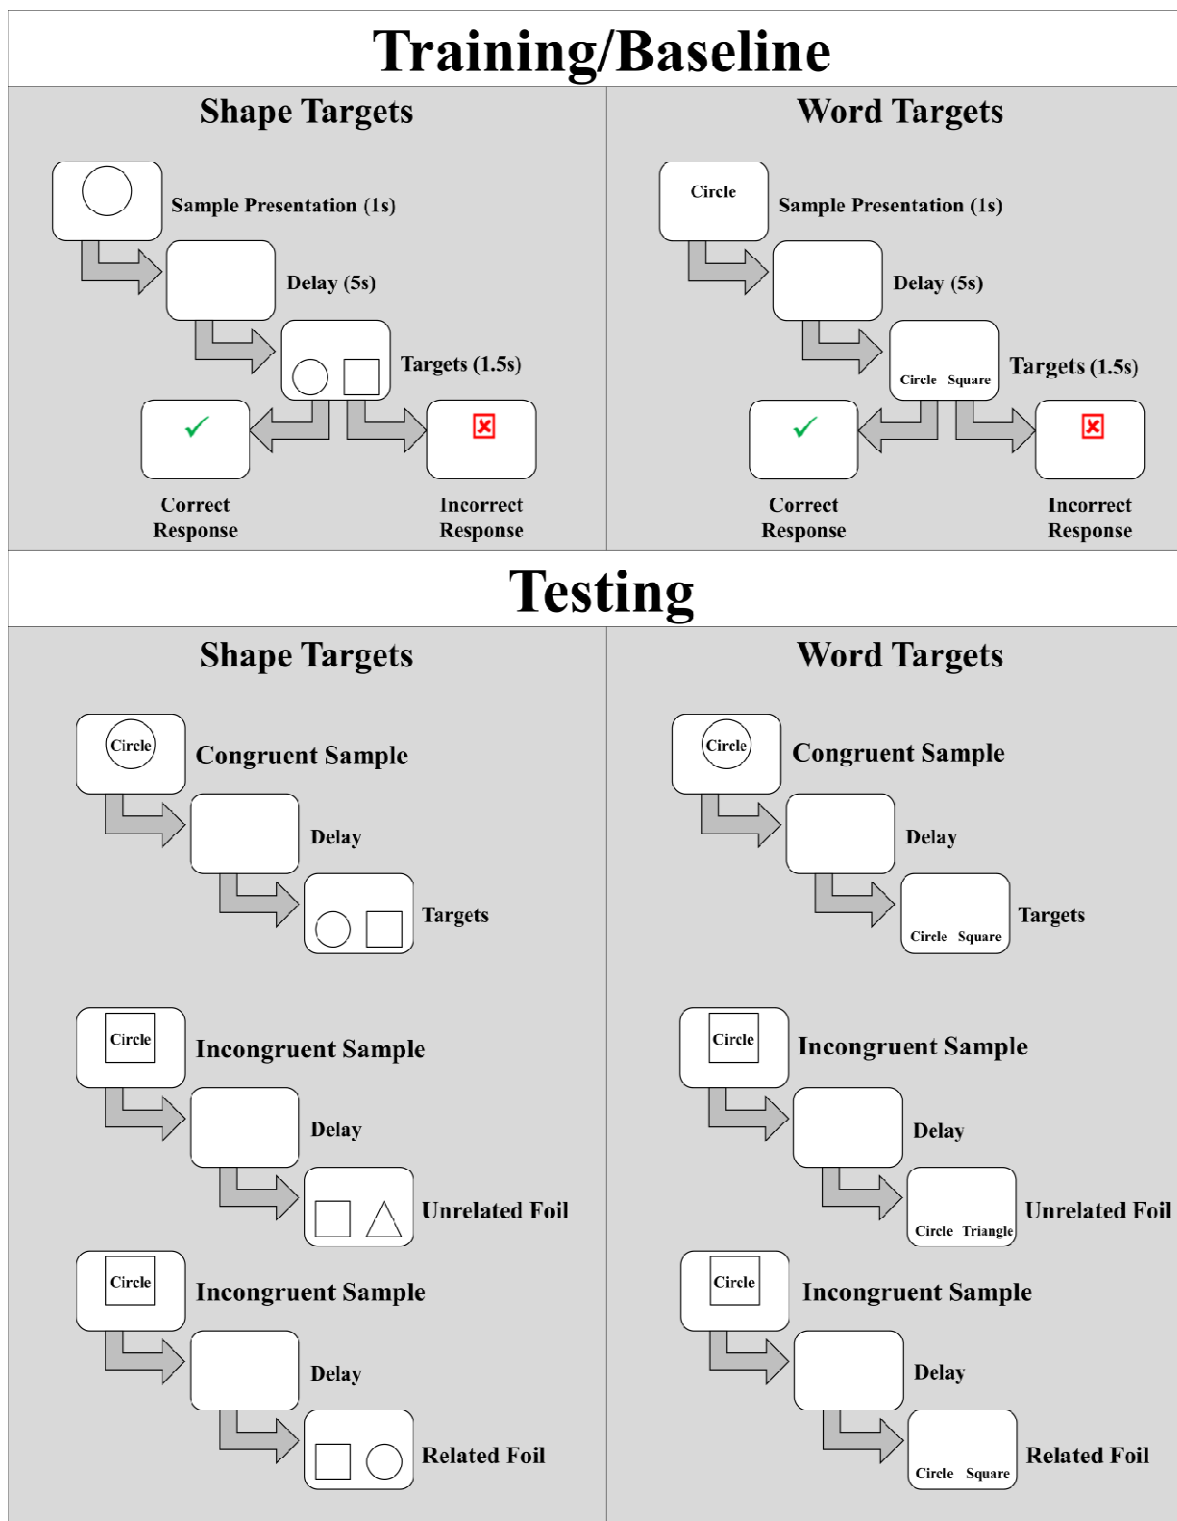 Training/Baseline
Shape Targets
Sample Presentation (1s)
Delay (5s)
Targets (1.5s)
Correct
Response
Incorrect
Response
Word Targets
Circle
Sample Presentation (1s)
Delay (5s)
Circle Square
Targets (1.5s)
Correct
Response
Incorrect
Response
Testing
Shape Targets
Circle
Congruent Sample
Delay
Targets
Circle
Incongruent Sample
Delay
Unrelated Foil
Circle
Incongruent Sample
Delay
Related Foil
Word Targets
Circle
Congruent Sample
Delay
Circle Square
Targets
Circle
Incongruent Sample
Delay
Circle Triangle
Unrelated Foil
Circle
Incongruent Sample
Delay
Circle Square
Related Foil